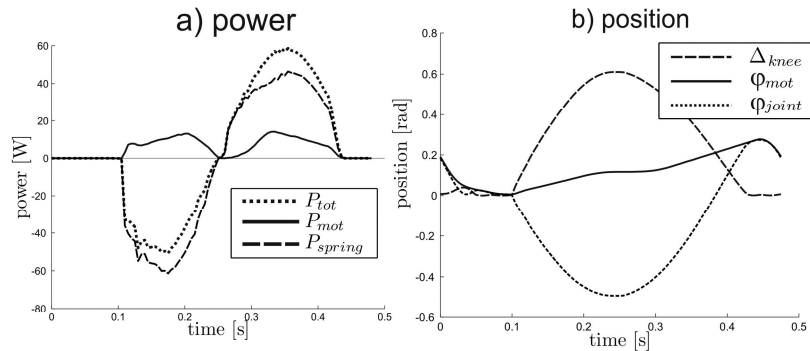 a) power
power [W]
60
40
20
0
-20
-40
-60
-80
0
0.1
0.2
0.3
0.4
0.5
time [s]
P_tot
P_mot
P_spring
b) position
position [rad]
0.8
0.6
0.4
0.2
0
-0.2
-0.4
-0.6
0
0.1
0.2
0.3
0.4
0.5
time [s]
Δ_knee
φ_mot
φ_joint